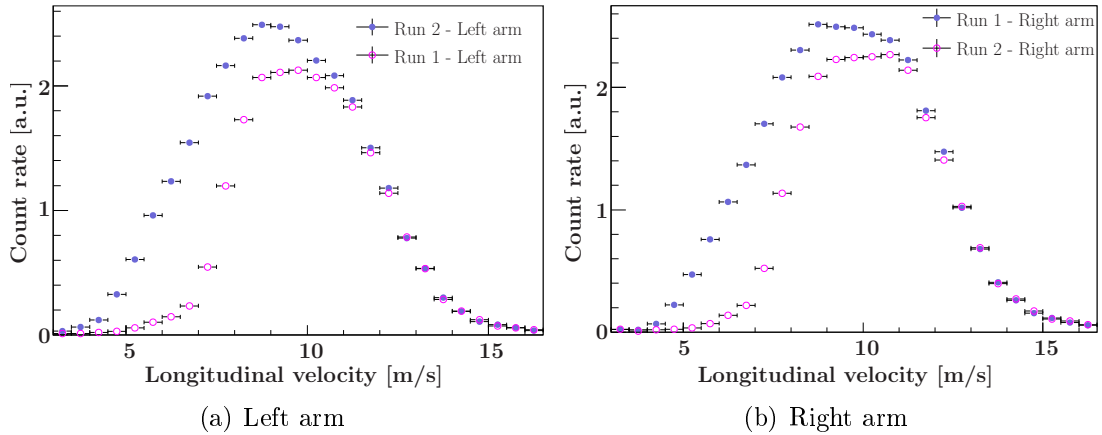 Run 2 - Left arm
Run 1 - Left arm
Count rate [a.u.]
2
1
0
5
10
15
Longitudinal velocity [m/s]
(a) Left arm
Run 1 - Right arm
Run 2 - Right arm
Count rate [a.u.]
2
1
0
5
10
15
Longitudinal velocity [m/s]
(b) Right arm